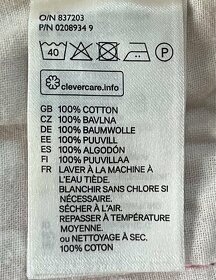 O/N 837203
P/N 0208934 9
40
P
clevercare.info
GB 100% COTTON
CZ 100% BAVLNA
DE 100% BAUMWOLLE
EE 100% PUUVILL
ES 100% ALGODÓN
FI 100% PUUVILLAA
FR LAVER À LA MACHINE À
L'EAU TIÈDE.
BLANCHIR SANS CHLORE SI
NÉCESSAIRE.
SÉCHER À L'AIR.
REPASSER À TEMPÉRATURE
MOYENNE.
ou NETTOYAGE À SEC.
100% COTON